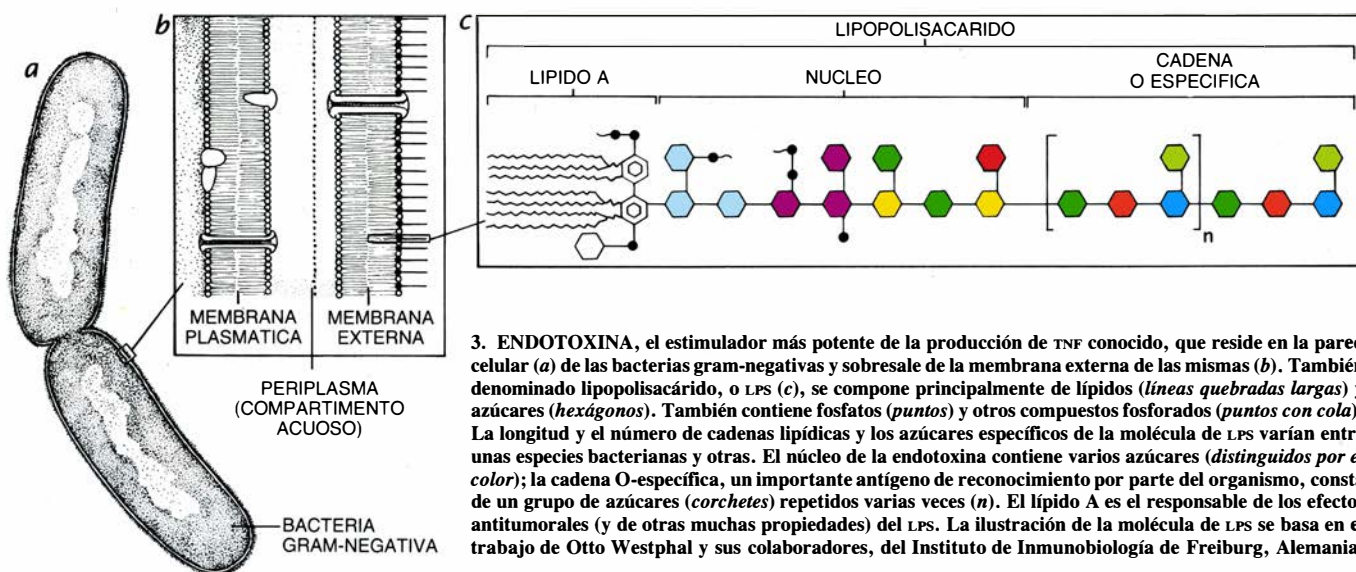 a
b
c
LIPOPOLISACARIDO
LIPIDO A
NUCLEO
CADENA
O ESPECIFICA
n
MEMBRANA
PLASMATICA
MEMBRANA
EXTERNA
PERIPLASMA
(COMPARTIMENTO
ACUOSO)
BACTERIA
GRAM-NEGATIVA
3. ENDOTOXINA, el estimulador más potente de la producción de TNF conocido, que reside en la pared
celular (a) de las bacterias gram-negativas y sobresale de la membrana externa de las mismas (b). También
denominado lipopolisacárido, o LPS (c), se compone principalmente de lípidos (líneas quebradas largas) y
azúcares (hexágonos). También contiene fosfatos (puntos) y otros compuestos fosforados (puntos con cola)
La longitud y el número de cadenas lipídicas y los azúcares específicos de la molécula de LPS varían entr
unas especies bacterianas y otras. El núcleo de la endotoxina contiene varios azúcares (distinguidos por e
color); la cadena O-específica, un importante antígeno de reconocimiento por parte del organismo, const
de un grupo de azúcares (corchetes) repetidos varias veces (n). El lípido A es el responsable de los efecto
antitumorales (y de otras muchas propiedades) del LPS. La ilustración de la molécula de LPS se basa en e
trabajo de Otto Westphal y sus colaboradores, del Instituto de Inmunobiología de Freiburg, Alemania